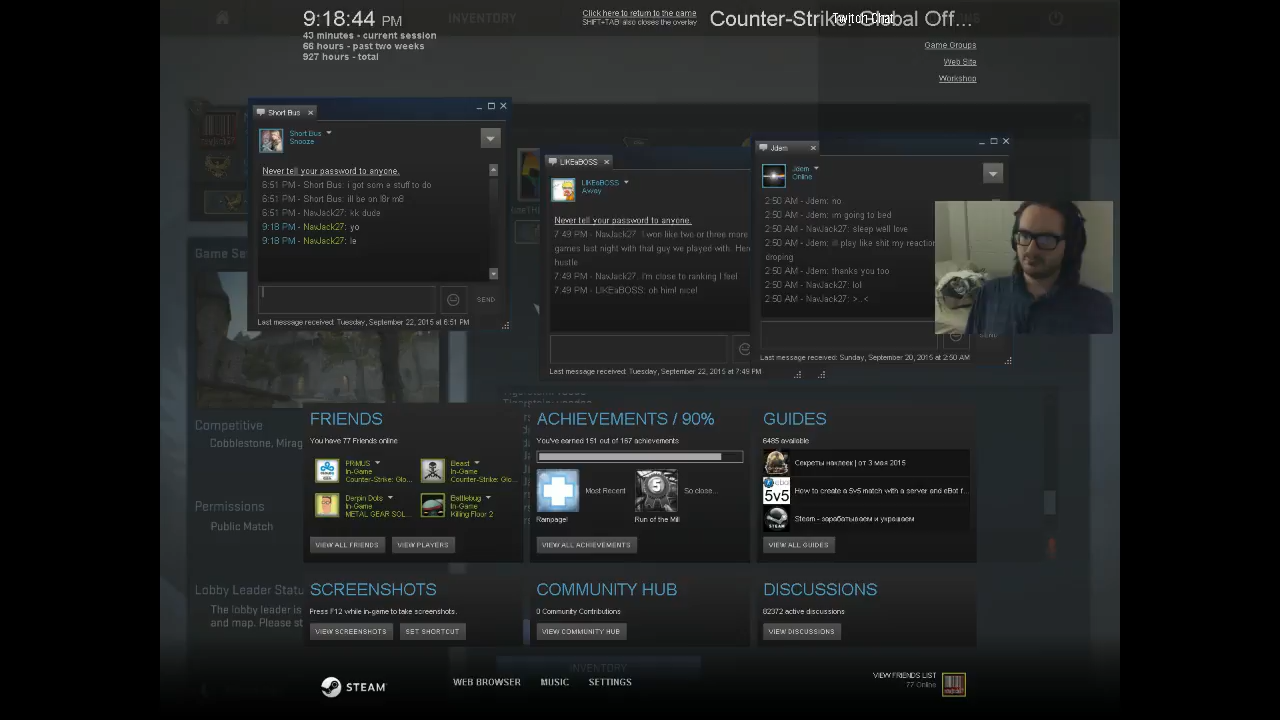 9:18:44 PM
43 minutes - current session
66 hours - past two weeks
927 hours - total
INVENTORY
Click here to return to the game
SHIFT+TAB also closes the overlay
Counter-Strike: Global Off...
Twitch Chat
Game Groups
Web Site
Workshop
Short Bus
Short Bus
Snooze
Never tell your password to anyone.
6:51 PM - Short Bus: i got som e stuff to do
6:51 PM - Short Bus: ill be on l8r m8
6:51 PM - NavJack27: kk dude
9:18 PM - NavJack27: yo
9:18 PM - NavJack27: le
SEND
Last message received: Tuesday, September 22, 2015 at 6:51 PM
LIKEaBOSS
LIKEaBOSS
Away
Never tell your password to anyone.
7:49 PM - NavJack27: I won like two or three more
games last night with that guy we played with. Her
hustle
7:49 PM - NavJack27: I'm close to ranking I feel
7:49 PM - LIKEaBOSS: oh him! nice!
Last message received: Tuesday, September 22, 2015 at 7:49 PM
Jdem
Jdem
Online
2:50 AM - Jdem: no
2:50 AM - Jdem: im going to bed
2:50 AM - NavJack27: sleep well love
2:50 AM - Jdem: ill play like shit my reaction
droping
2:50 AM - Jdem: thanks you too
2:50 AM - NavJack27: lol
2:50 AM - NavJack27: >..<
SEND
Last message received: Sunday, September 20, 2015 at 2:50 AM
Game Se
Competitive
Cobblestone, Mirag
Permissions
Public Match
Lobby Leader Statu
The lobby leader is
and map. Please st
FRIENDS
You have 77 Friends online
PRiMUS
In-Game
Counter-Strike: Glo...
Beast
In-Game
Counter-Strike: Glo...
Derpin Dots
In-Game
METAL GEAR SOL...
Battlebug
In-Game
Killing Floor 2
VIEW ALL FRIENDS
VIEW PLAYERS
ACHIEVEMENTS / 90%
You've earned 151 out of 167 achievements
Most Recent
So close...
Rampage!
Run of the Mill
VIEW ALL ACHIEVEMENTS
GUIDES
6485 available
Секреты наклеек | от 3 мая 2015
5v5
How to create a 5v5 match with a server and eBot f...
STEAM
Steam - зарабатываем и украшаем
VIEW ALL GUIDES
SCREENSHOTS
Press F12 while in-game to take screenshots.
VIEW SCREENSHOTS
SET SHORTCUT
COMMUNITY HUB
0 Community Contributions
VIEW COMMUNITY HUB
DISCUSSIONS
82372 active discussions
VIEW DISCUSSIONS
INVENTORY
STEAM
WEB BROWSER
MUSIC
SETTINGS
VIEW FRIENDS LIST
77 Online